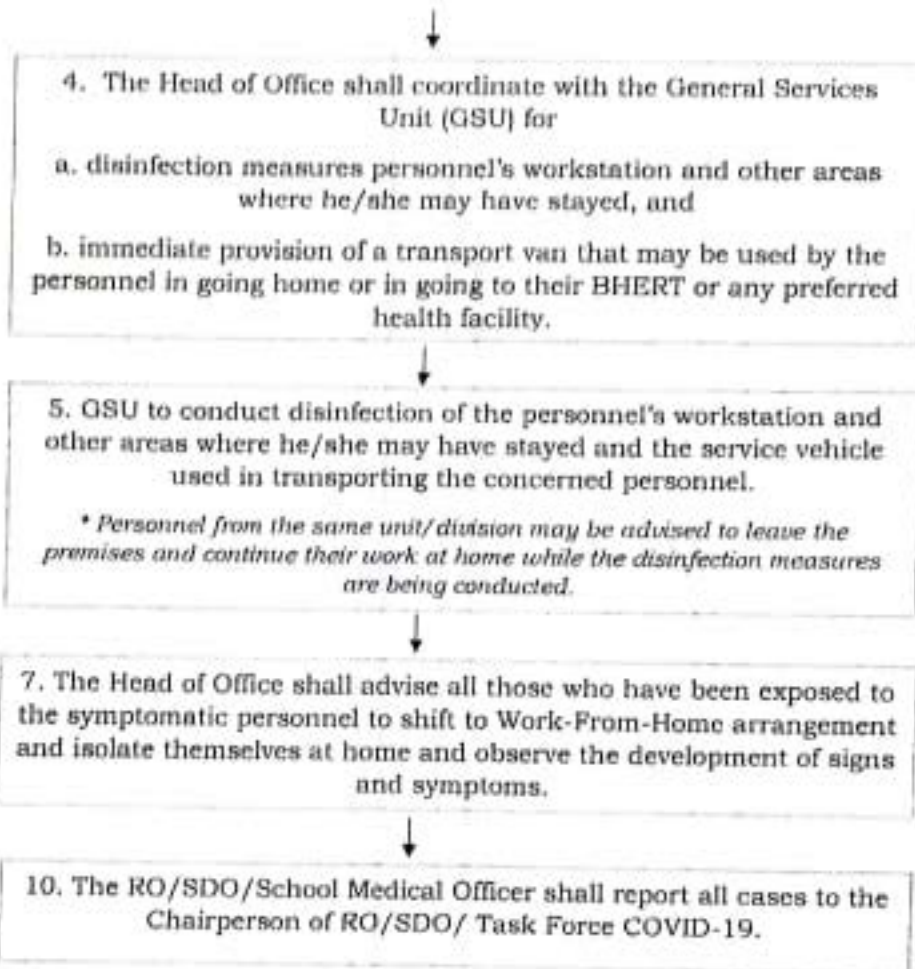 4. The Head of Office shall coordinate with the General Services
Unit (GSU) for
a. disinfection measures personnel's workstation and other areas
where he/she may have stayed, and
b. immediate provision of a transport van that may be used by the
personnel in going home or in going to their BHERT or any preferred
health facility.
5. GSU to conduct disinfection of the personnel's workstation and
other areas where he/she may have stayed and the service vehicle
used in transporting the concerned personnel.
* Personnel from the same unit/division may be advised to leave the
premises and continue their work at home while the disinfection measures
are being conducted.
7. The Head of Office shall advise all those who have been exposed to
the symptomatic personnel to shift to Work-From-Home arrangement
and isolate themselves at home and observe the development of signs
and symptoms.
10. The RO/SDO/School Medical Officer shall report all cases to the
Chairperson of RO/SDO/ Task Force COVID-19.